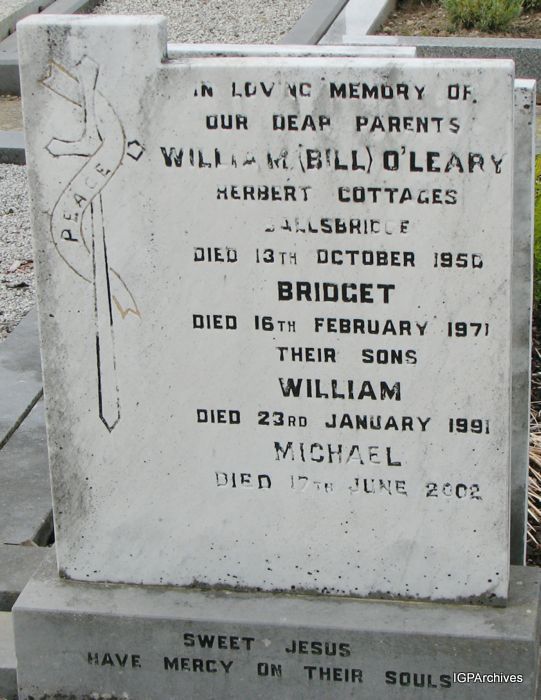 PEACE
IN LOVING MEMORY OF
OUR DEAR PARENTS
WILLIAM (BILL) O'LEARY
HERBERT COTTAGES
BALLSBRIDGE
DIED 13TH OCTOBER 1950
BRIDGET
DIED 16TH FEBRUARY 1971
THEIR SONS
WILLIAM
DIED 23RD JANUARY 1991
MICHAEL
DIED 17TH JUNE 2002
SWEET JESUS
HAVE MERCY ON THEIR SOULS
IGPArchives